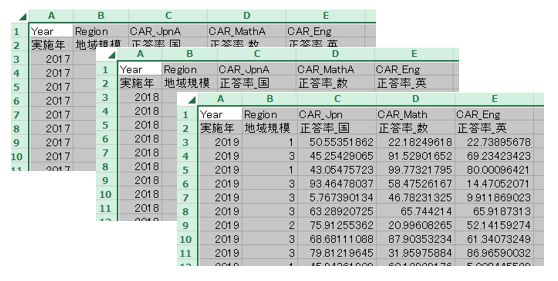 A B C D E
1 Year Region CAR_JpnA CAR_MathA CAR_Eng
2 実施年 地域規模 正答率_国 正答率_数 正答率_英
3 2017
4 2017
5 2017
6 2017
7 2017
8 2017
9 2017
10 2017
11 2017
A B C D E
1 Year Region CAR_JpnA CAR_MathA CAR_Eng
2 実施年 地域規模 正答率_国 正答率_数 正答率_英
3 2018
4 2018
5 2018
6 2018
7 2018
8 2018
9 2018
10 2018
11 2018
A B C D E
1 Year Region CAR_Jpn CAR_Math CAR_Eng
2 実施年 地域規模 正答率_国 正答率_数 正答率_英
3 2019 1 50.55351862 22.18249618 22.73895678
4 2019 3 45.25429065 91.52901652 69.23423423
5 2019 1 43.05475723 99.77321795 80.00096421
6 2019 3 93.46478037 58.47526167 14.47052071
7 2019 3 5.767390134 46.78231325 9.911869023
8 2019 3 63.28920725 65.744214 65.9187313
9 2019 2 75.91255362 20.99608265 52.14159274
10 2019 3 68.68111088 87.90353234 61.34073249
11 2019 3 79.81219645 31.95975884 86.96590032